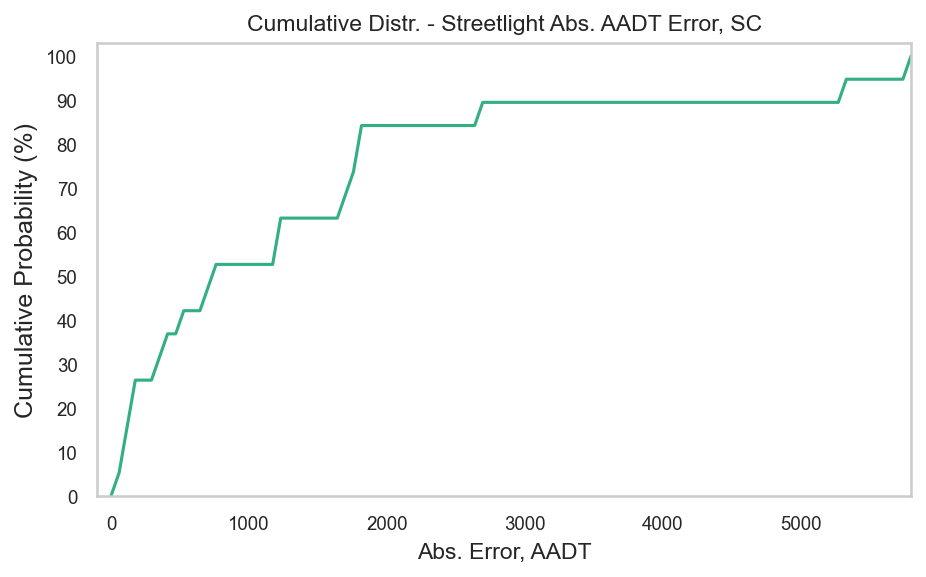 Cumulative Distr. - Streetlight Abs. AADT Error, SC
Cumulative Probability (%)
100
90
80
70
60
50
40
30
20
10
0
0 1000 2000 3000 4000 5000
Abs. Error, AADT